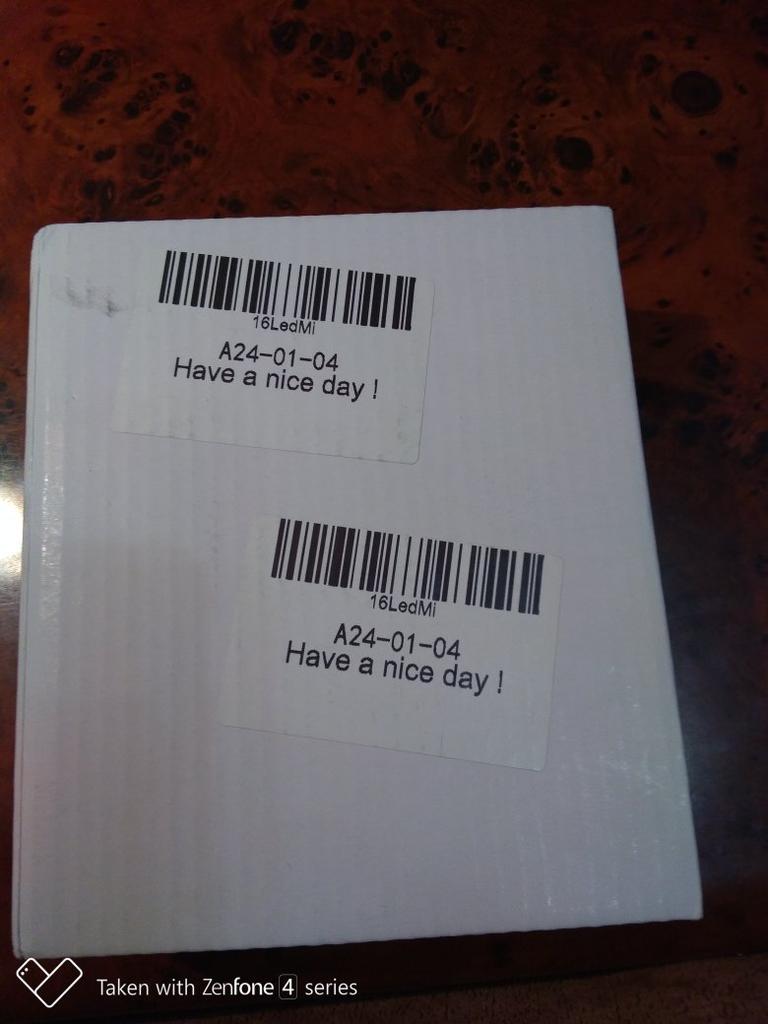 16LedMi
A24-01-04
Have a nice day !
16LedMi
A24-01-04
Have a nice day !
Taken with Zenfone 4 series